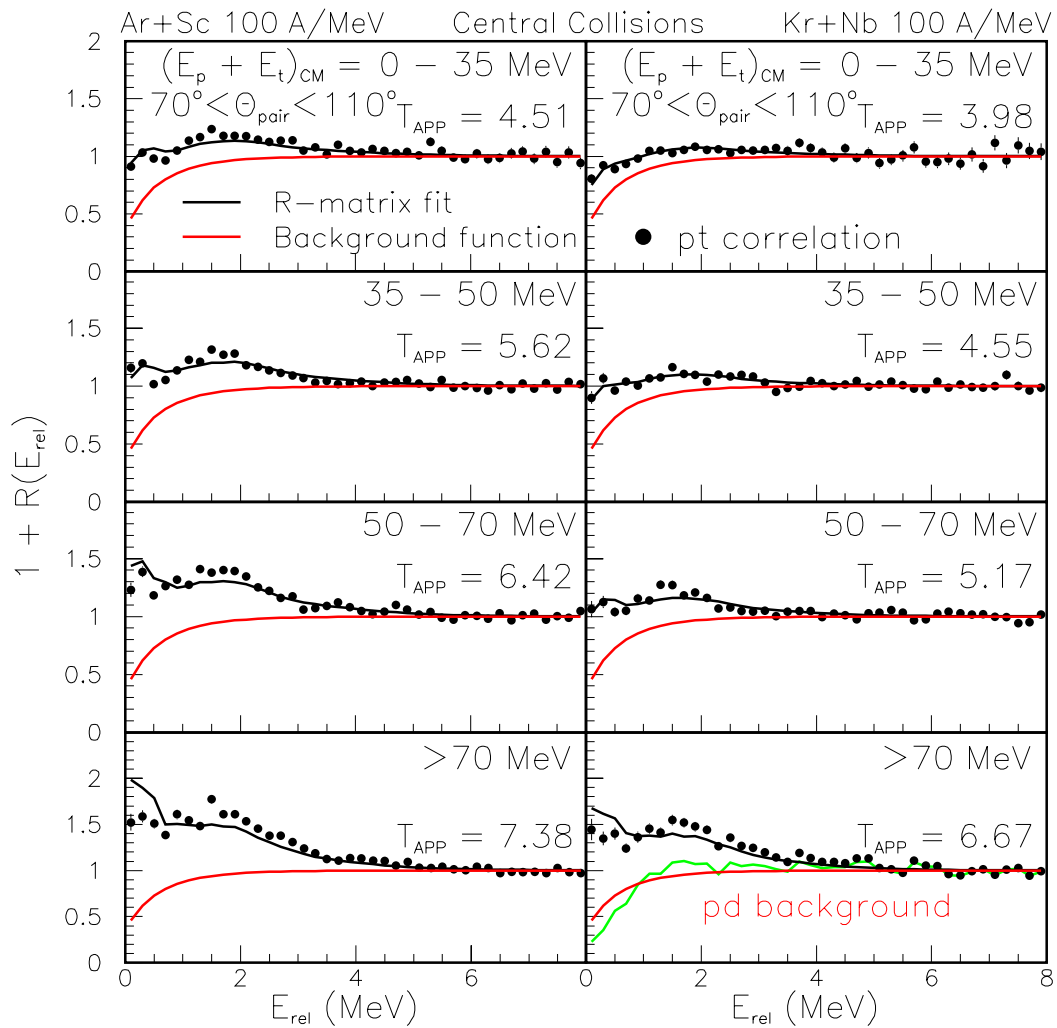 Ar+Sc 100 A/MeV Central Collisions Kr+Nb 100 A/MeV
2
(E_p + E_t)_CM = 0 – 35 MeV
70°<Θ_pair<110°
T_APP = 4.51
(E_p + E_t)_CM = 0 – 35 MeV
70°<Θ_pair<110°
T_APP = 3.98
1.5
1
0.5
0
R–matrix fit
Background function
pt correlation
35 – 50 MeV
T_APP = 5.62
35 – 50 MeV
T_APP = 4.55
1.5
1
0.5
0
1 + R(E_rel)
50 – 70 MeV
T_APP = 6.42
50 – 70 MeV
T_APP = 5.17
1.5
1
0.5
0
>70 MeV
T_APP = 7.38
>70 MeV
T_APP = 6.67
pd background
2
1.5
1
0.5
0
0 2 4 6 0 2 4 6 8
E_rel (MeV) E_rel (MeV)